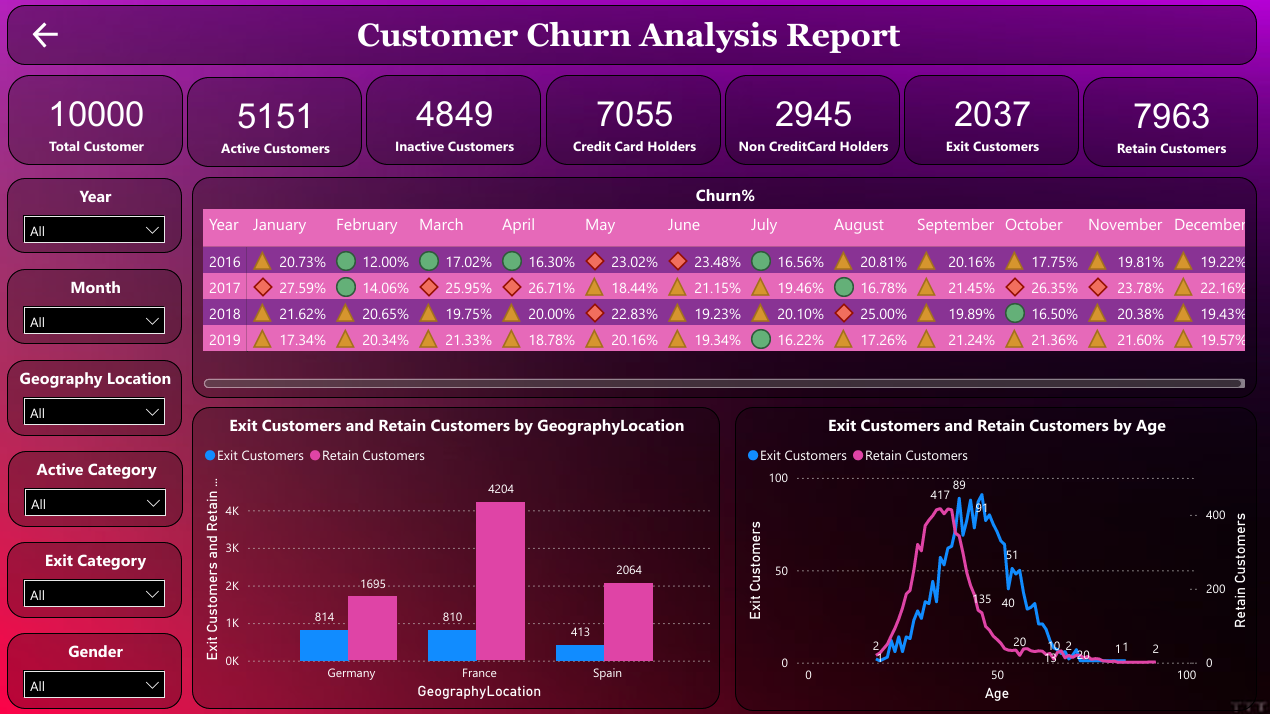 Customer Churn Analysis Report
10000
Total Customer
5151
Active Customers
4849
Inactive Customers
7055
Credit Card Holders
2945
Non CreditCard Holders
2037
Exit Customers
7963
Retain Customers
Year
All
Month
All
Geography Location
All
Active Category
All
Exit Category
All
Gender
All
Churn%
Year January February March April May June July August September October November December
2016 20.73% 12.00% 17.02% 16.30% 23.02% 23.48% 16.56% 20.81% 20.16% 17.75% 19.81% 19.22%
2017 27.59% 14.06% 25.95% 26.71% 18.44% 21.15% 19.46% 16.78% 21.45% 26.35% 23.78% 22.16%
2018 21.62% 20.65% 19.75% 20.00% 22.83% 19.23% 20.10% 25.00% 19.89% 16.50% 20.38% 19.43%
2019 17.34% 20.34% 21.33% 18.78% 20.16% 19.34% 16.22% 17.26% 21.24% 21.36% 21.60% 19.57%
Exit Customers and Retain Customers by GeographyLocation
Exit Customers Retain Customers
Exit Customers and Retain ...
4K
3K
2K
1K
0K
814
1695
810
4204
413
2064
Germany France Spain
GeographyLocation
Exit Customers and Retain Customers by Age
Exit Customers Retain Customers
Exit Customers
100
50
0
417
89
91
51
135
40
20
10
2
13
20
2
1
1
2
400
200
0
Retain Customers
0 50 100
Age